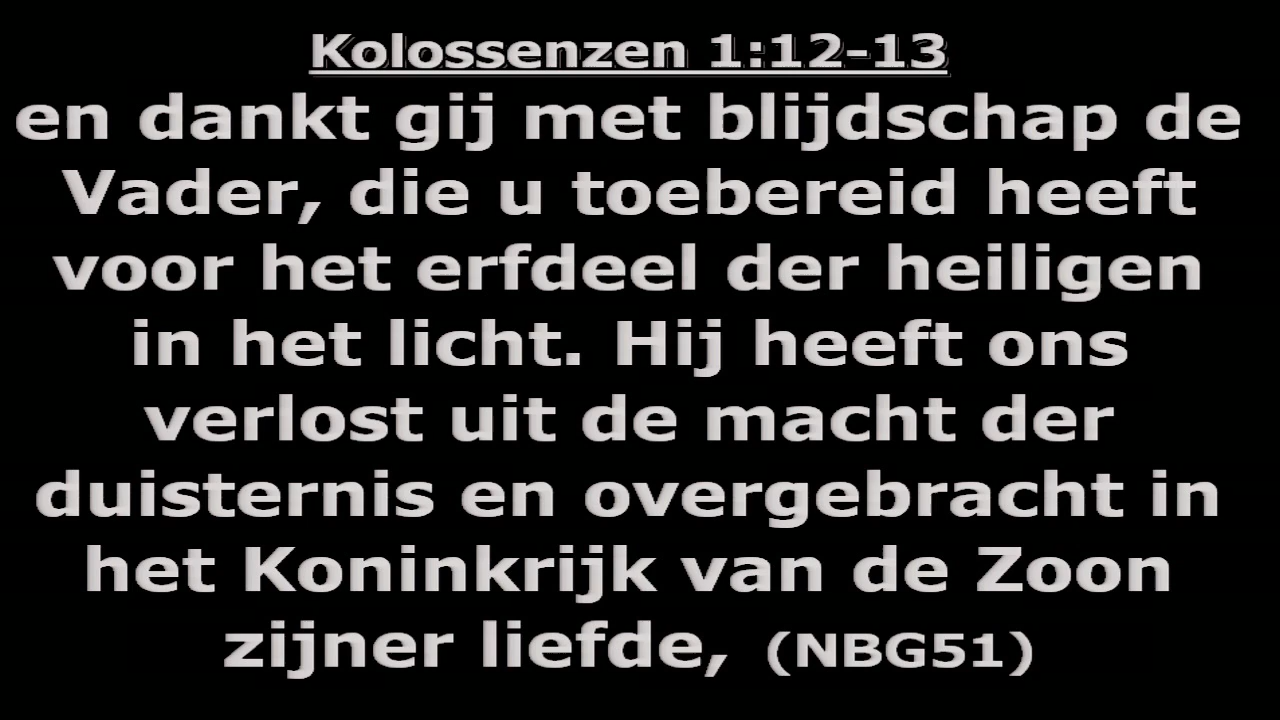 Kolossenzen 1:12-13
en dankt gij met blijdschap de
Vader, die u toebereid heeft
voor het erfdeel der heiligen
in het licht. Hij heeft ons
verlost uit de macht der
duisternis en overgebracht in
het Koninkrijk van de Zoon
zijner liefde, (NBG51)